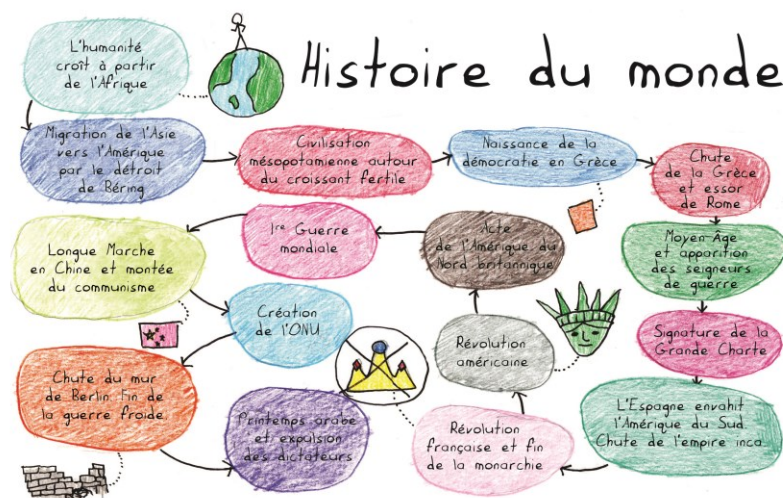 Histoire du monde
L'humanité
croît à partir
de l'Afrique
Migration de l'Asie
vers l'Amérique
par le détroit
de Béring
Civilisation
mésopotamienne autour
du croissant fertile
Naissance de la
démocratie en Grèce
Chute
de la Grèce
et essor
de Rome
Moyen-Âge
et apparition
des seigneurs
de guerre
Signature de la
Grande Charte
L'Espagne envahit
l'Amérique du Sud
Chute de l'empire inca
Révolution
française et fin
de la monarchie
Révolution
américaine
Acte
de l'Amérique du
Nord britannique
1re Guerre
mondiale
Longue Marche
en Chine et montée
du communisme
Création
de l'ONU
Chute du mur
de Berlin Fin de
la guerre froide
Printemps arabe
et expulsion
des dictateurs